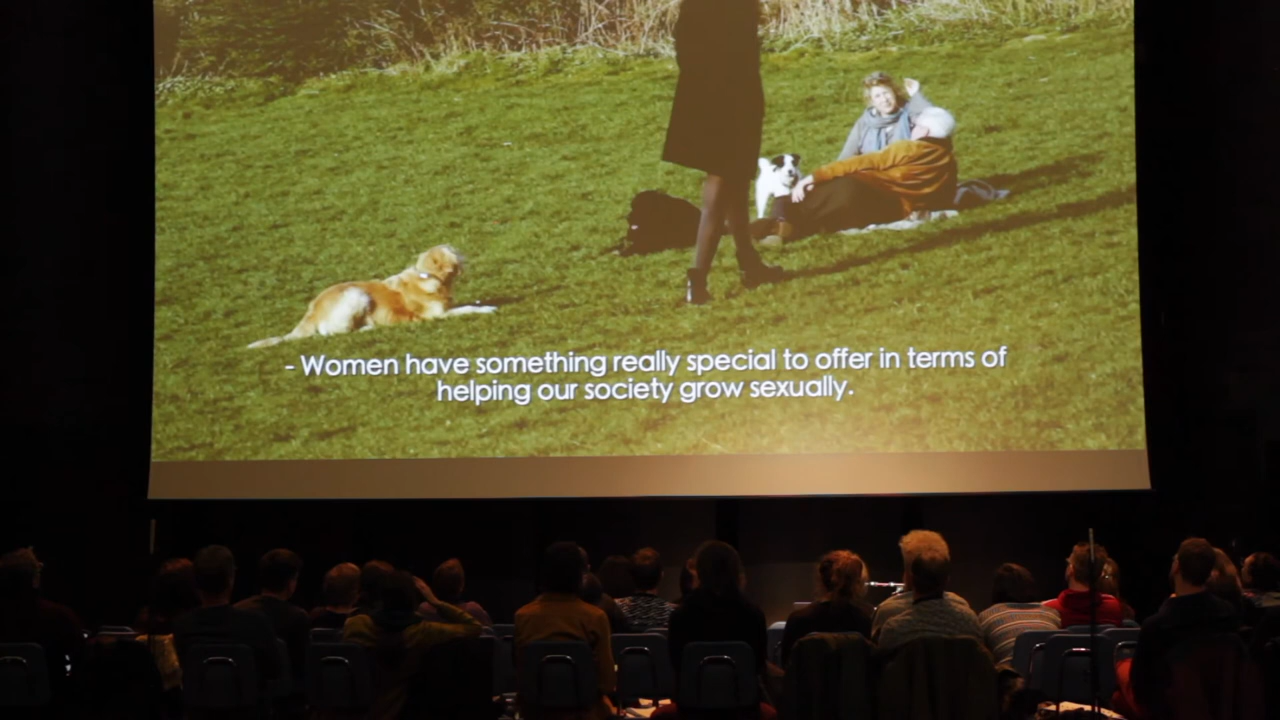 - Women have something really special to offer in terms of
helping our society grow sexually.